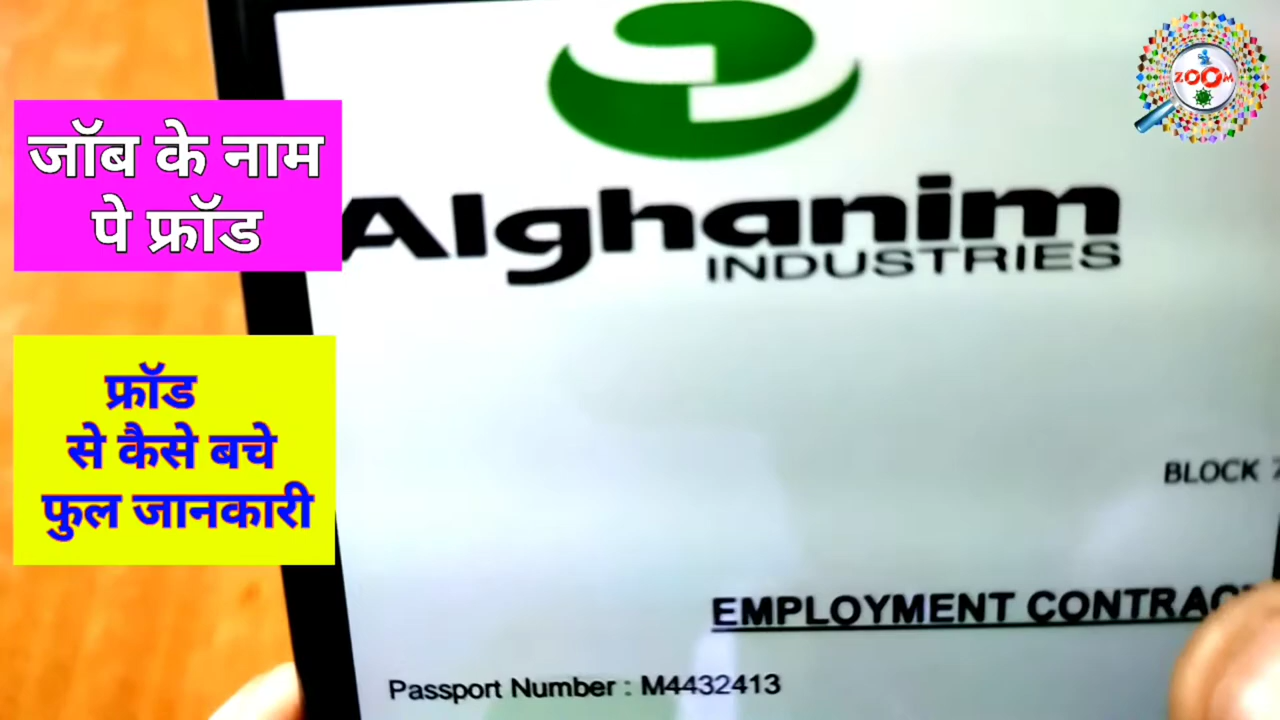 ZOOM
जॉब के नाम
पे फ्रॉड
Alghanim
INDUSTRIES
फ्रॉड
से कैसे बचे
फुल जानकारी
BLOCK
EMPLOYMENT CONTRAC
Passport Number : M4432413